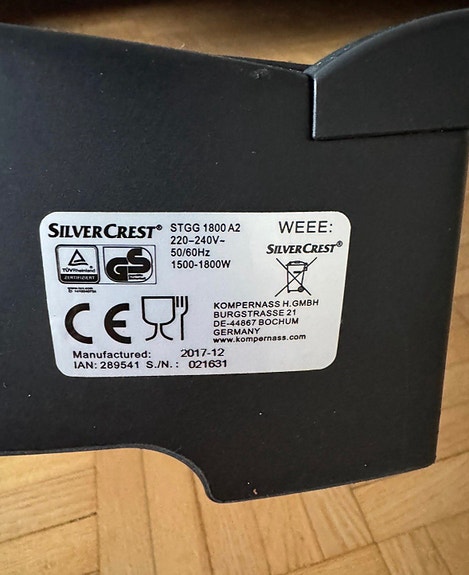 SILVERCREST®
STGG 1800 A2
220-240V~
50/60Hz
1500-1800W
WEEE:
SILVERCREST®
TÜVRheinland
ZERTIFIZIERT
GS
CE
KOMPERNASS H.GMBH
BURGSTRASSE 21
DE-44867 BOCHUM
GERMANY
www.kompernass.com
Manufactured: 2017-12
IAN: 289541 S./N.: 021631